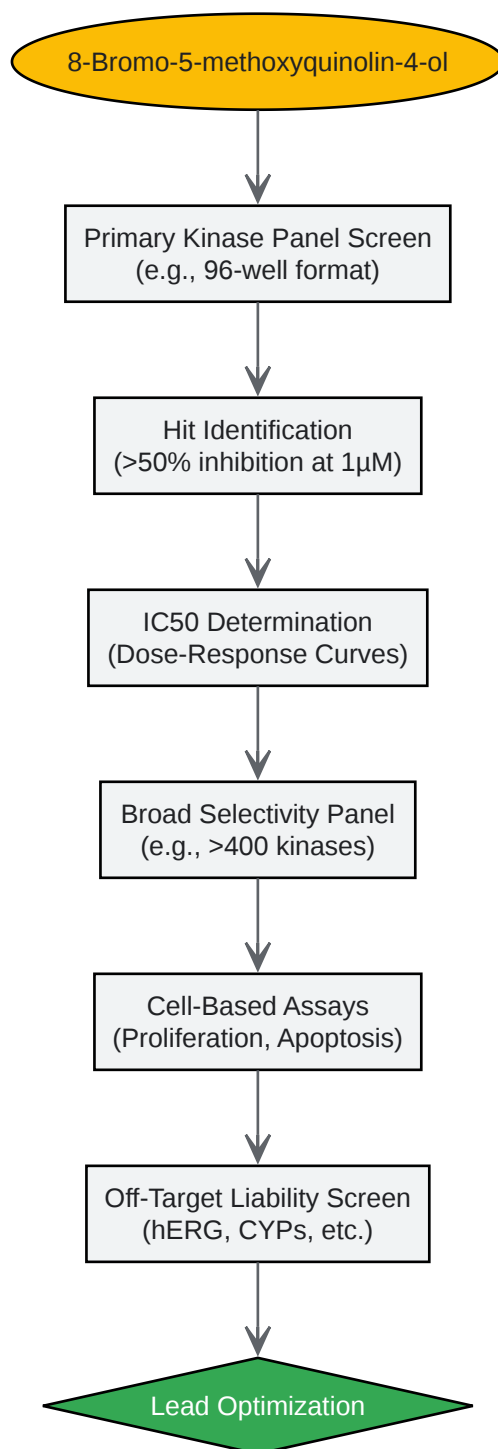 8-Bromo-5-methoxyquinolin-4-ol
Primary Kinase Panel Screen
(e.g., 96-well format)
Hit Identification
(>50% inhibition at 1µM)
IC50 Determination
(Dose-Response Curves)
Broad Selectivity Panel
(e.g., >400 kinases)
Cell-Based Assays
(Proliferation, Apoptosis)
Off-Target Liability Screen
(hERG, CYPs, etc.)
Lead Optimization